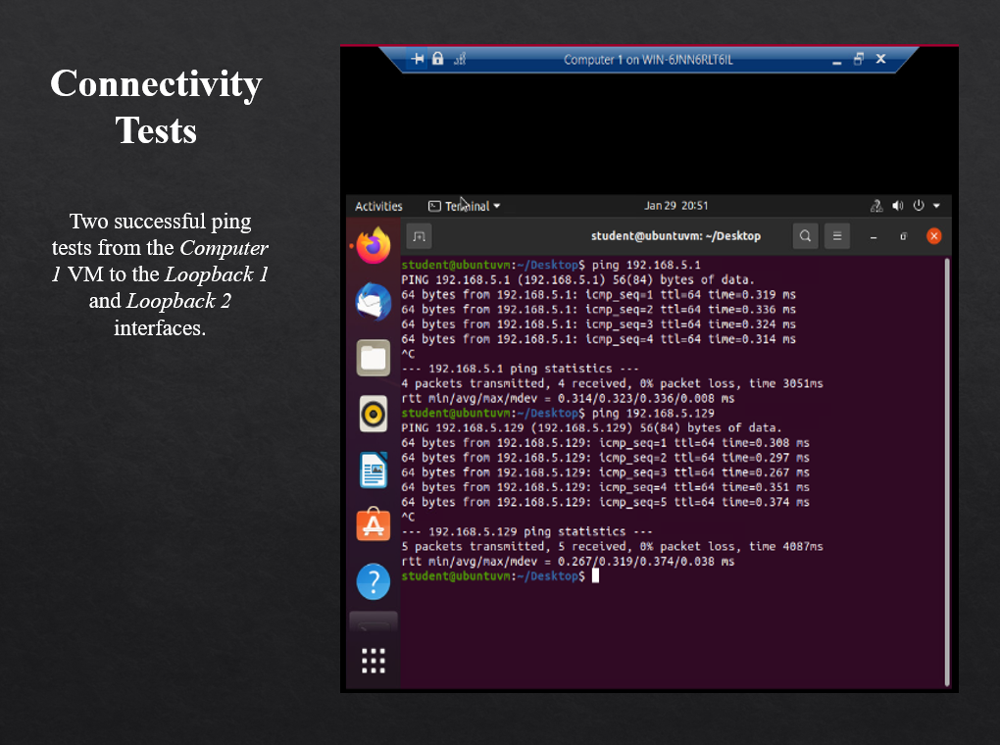 Connectivity
Tests
Two successful ping
tests from the Computer
1 VM to the Loopback 1
and Loopback 2
interfaces.
Computer 1 on WIN-6JNN6RLT6IL
Activities
Terminal
Jan 29 20:51
student@ubuntuvm: ~/Desktop
student@ubuntuvm:~/Desktop$ ping 192.168.5.1
PING 192.168.5.1 (192.168.5.1) 56(84) bytes of data.
64 bytes from 192.168.5.1: icmp_seq=1 ttl=64 time=0.319 ms
64 bytes from 192.168.5.1: icmp_seq=2 ttl=64 time=0.336 ms
64 bytes from 192.168.5.1: icmp_seq=3 ttl=64 time=0.324 ms
64 bytes from 192.168.5.1: icmp_seq=4 ttl=64 time=0.314 ms
^C
--- 192.168.5.1 ping statistics ---
4 packets transmitted, 4 received, 0% packet loss, time 3051ms
rtt min/avg/max/mdev = 0.314/0.323/0.336/0.008 ms
student@ubuntuvm:~/Desktop$ ping 192.168.5.129
PING 192.168.5.129 (192.168.5.129) 56(84) bytes of data.
64 bytes from 192.168.5.129: icmp_seq=1 ttl=64 time=0.308 ms
64 bytes from 192.168.5.129: icmp_seq=2 ttl=64 time=0.297 ms
64 bytes from 192.168.5.129: icmp_seq=3 ttl=64 time=0.267 ms
64 bytes from 192.168.5.129: icmp_seq=4 ttl=64 time=0.351 ms
64 bytes from 192.168.5.129: icmp_seq=5 ttl=64 time=0.374 ms
^C
--- 192.168.5.129 ping statistics ---
5 packets transmitted, 5 received, 0% packet loss, time 4087ms
rtt min/avg/max/mdev = 0.267/0.319/0.374/0.038 ms
student@ubuntuvm:~/Desktop$